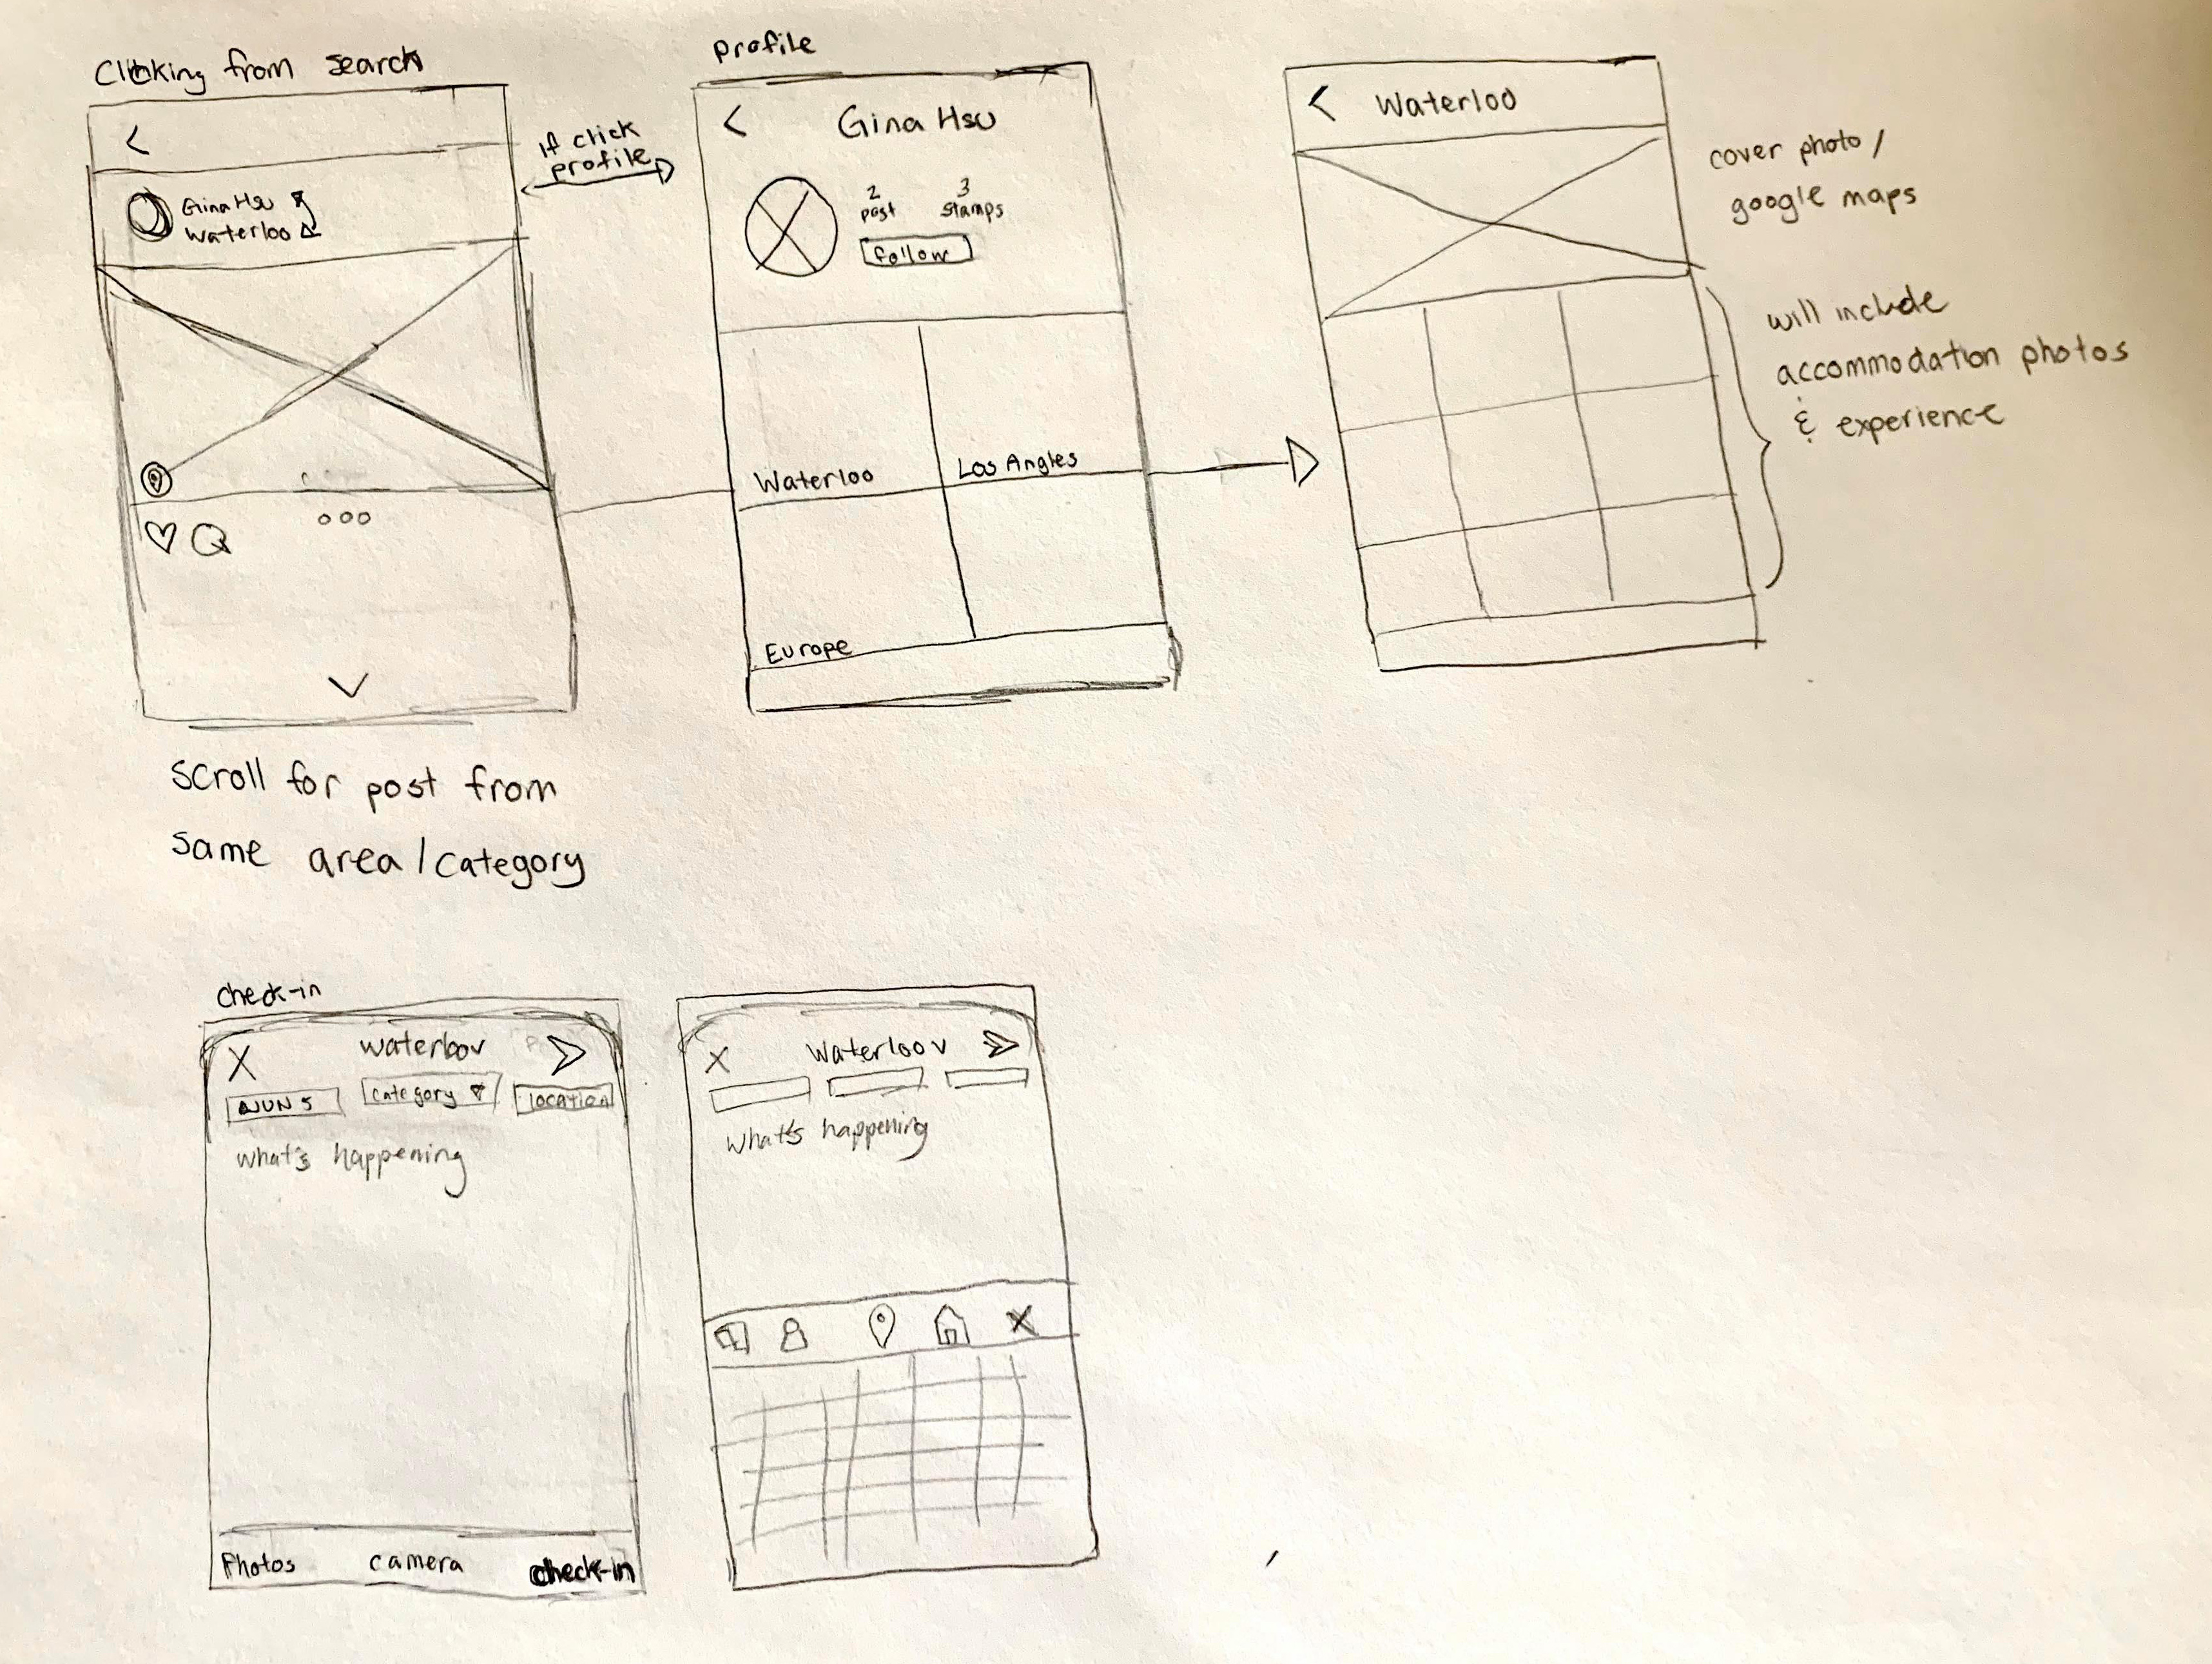 Clicking from search
<
Gina Hsu
Waterloo
if click
profile
scroll for post from
same area/category
profile
< Gina Hsu
2 3
post stamps
follow
Waterloo
Los Angles
Europe
< Waterloo
cover photo/
google maps
will include
accommodation photos
& experience
check-in
X Waterloo v
JUN 5 category location
what's happening
Photos camera check-in
X Waterloo v
what's happening
X